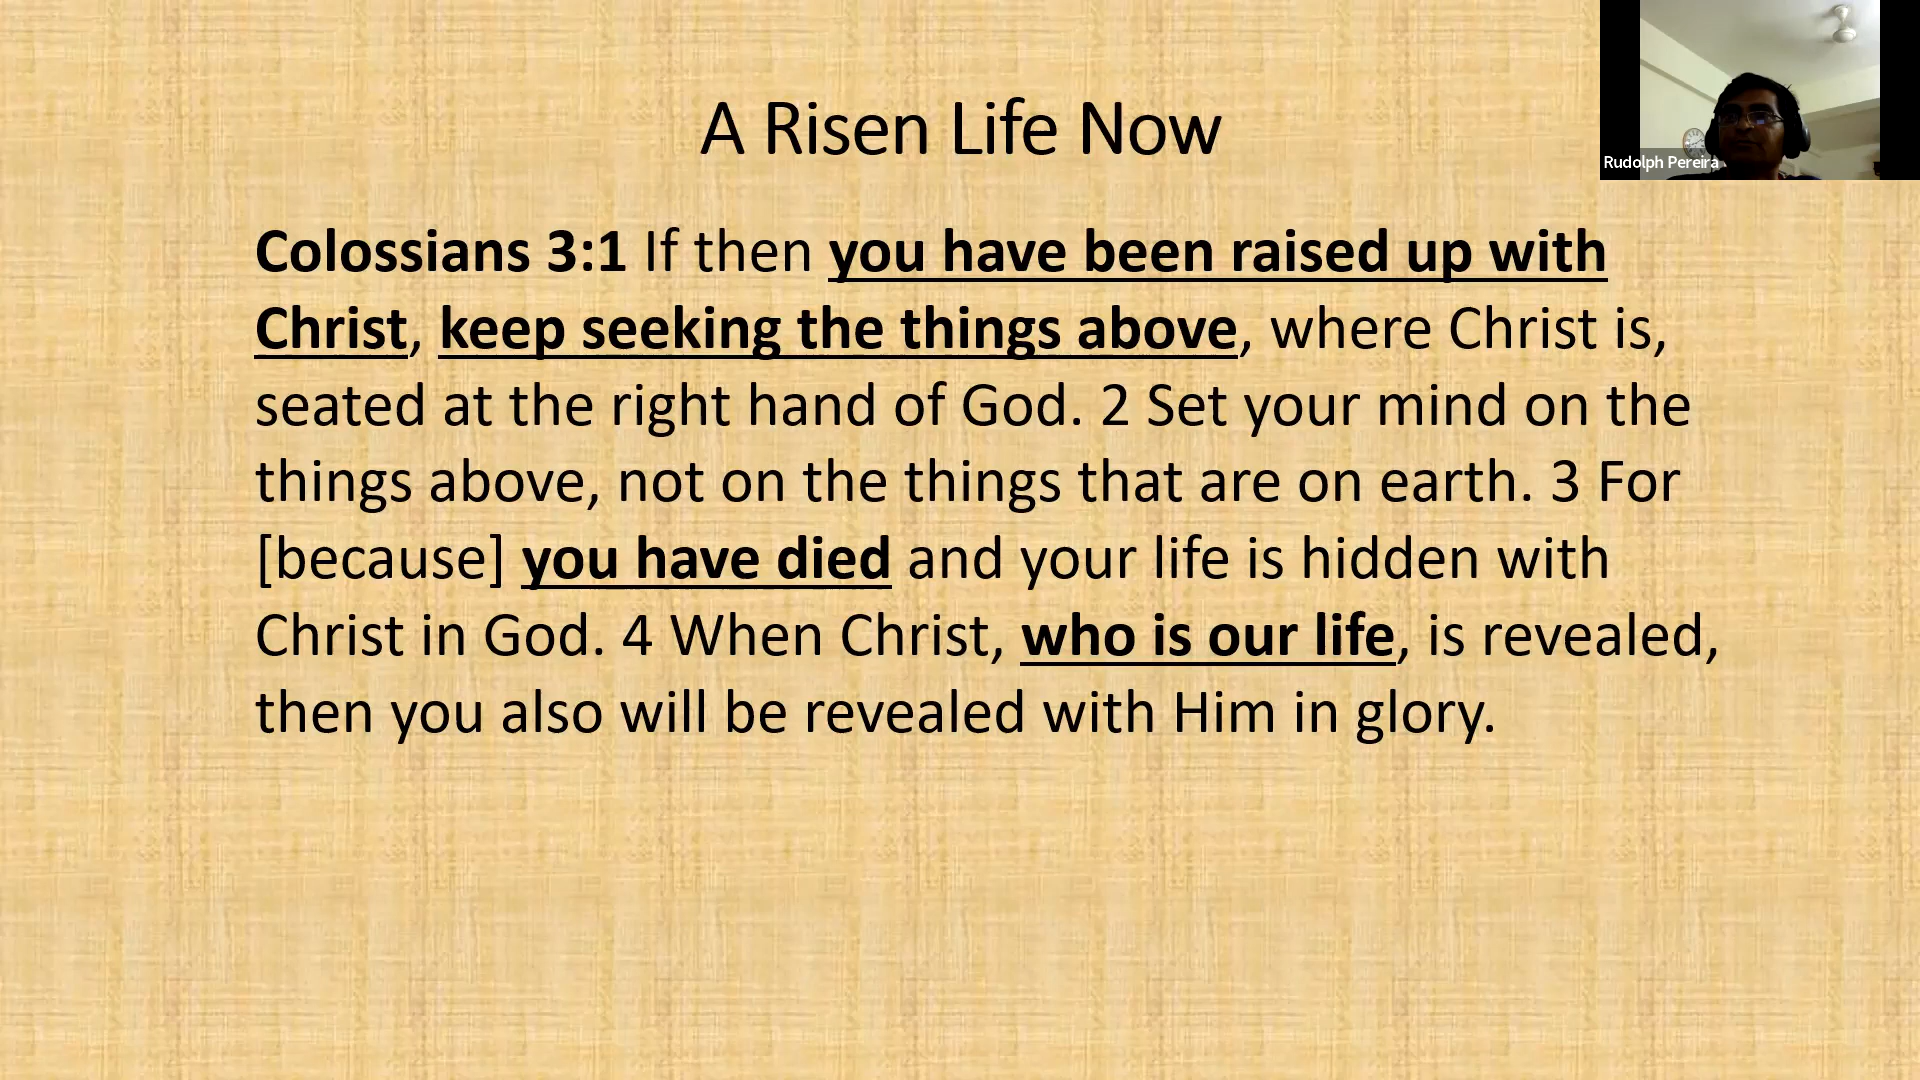 A Risen Life Now
Rudolph Pereira
Colossians 3:1 If then you have been raised up with
Christ, keep seeking the things above, where Christ is,
seated at the right hand of God. 2 Set your mind on the
things above, not on the things that are on earth. 3 For
[because] you have died and your life is hidden with
Christ in God. 4 When Christ, who is our life, is revealed,
then you also will be revealed with Him in glory.